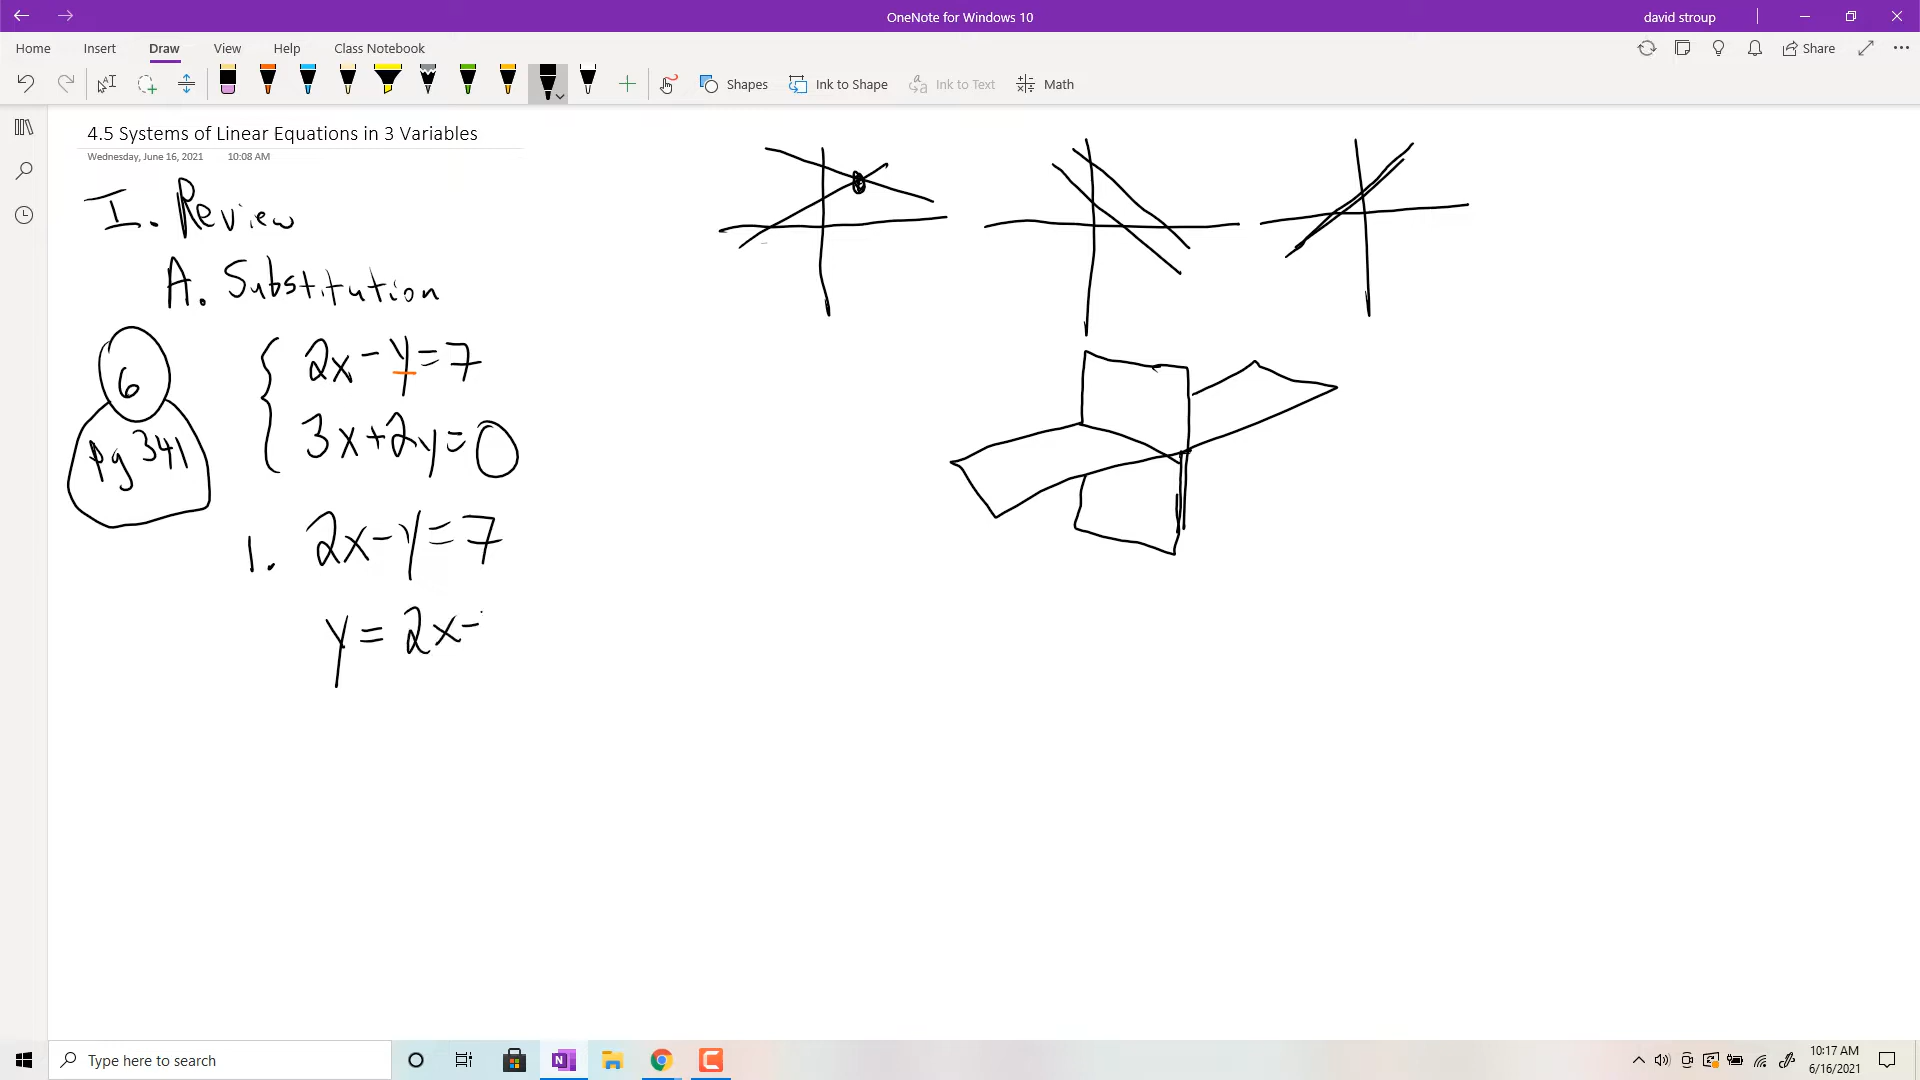 OneNote for Windows 10
david stroup
Home Insert Draw View Help Class Notebook
Share
Shapes Ink to Shape Ink to Text Math
4.5 Systems of Linear Equations in 3 Variables
Wednesday, June 16, 2021 10:08 AM
I. Review
A. Substitution
6
pg 341
2x - y = 7
3x + 2y = 0
1. 2x - y = 7
y = 2x -
Type here to search
10:17 AM
6/16/2021